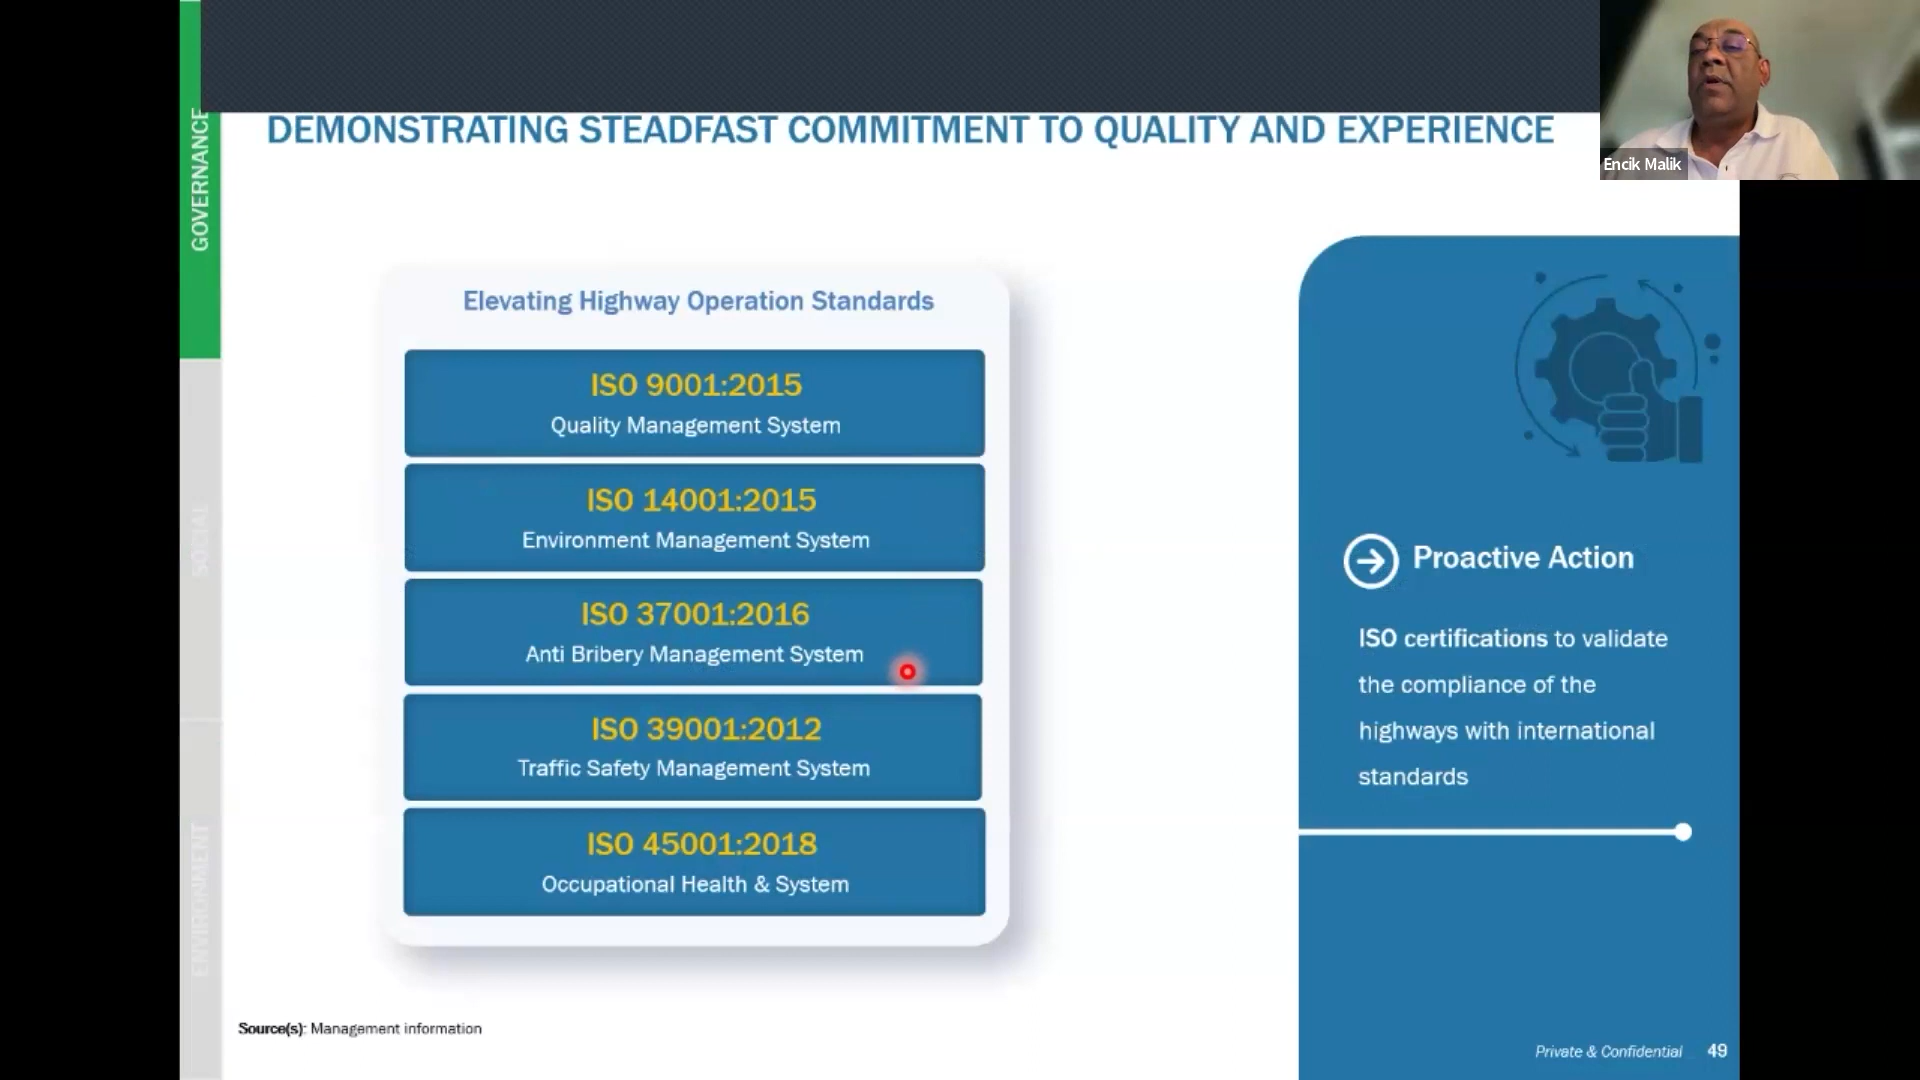 GOVERNANCE
SOCIAL
ENVIRONMENT
DEMONSTRATING STEADFAST COMMITMENT TO QUALITY AND EXPERIENCE
Encik Malik
Elevating Highway Operation Standards
ISO 9001:2015
Quality Management System
ISO 14001:2015
Environment Management System
ISO 37001:2016
Anti Bribery Management System
ISO 39001:2012
Traffic Safety Management System
ISO 45001:2018
Occupational Health & System
Proactive Action
ISO certifications to validate
the compliance of the
highways with international
standards
Source(s): Management information
Private & Confidential 49